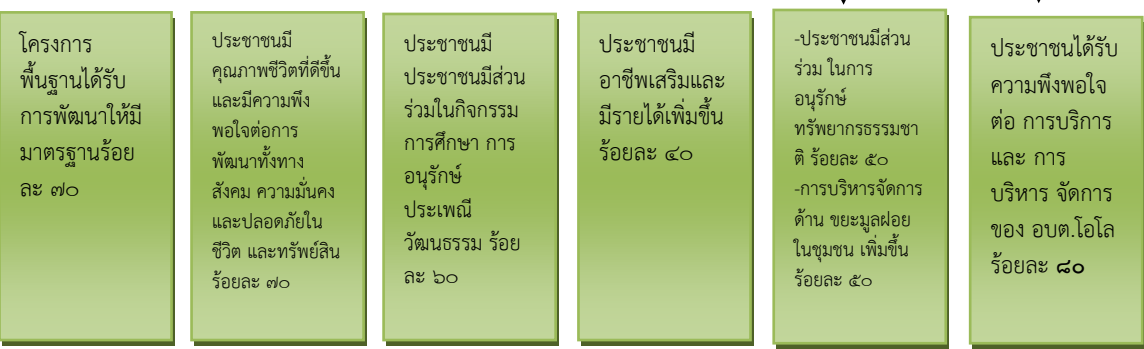 โครงการ
พื้นฐานได้รับ
การพัฒนาให้มี
มาตรฐานร้อย
ละ ๗๐
ประชาชนมี
คุณภาพชีวิตที่ดีขึ้น
และมีความพึง
พอใจต่อการ
พัฒนาทั้งทาง
สังคม ความมั่นคง
และปลอดภัยใน
ชีวิต และทรัพย์สิน
ร้อยละ ๗๐
ประชาชนมี
ประชาชนมีส่วน
ร่วมในกิจกรรม
การศึกษา การ
อนุรักษ์
ประเพณี
วัฒนธรรม ร้อย
ละ ๖๐
ประชาชนมี
อาชีพเสริมและ
มีรายได้เพิ่มขึ้น
ร้อยละ ๔๐
-ประชาชนมีส่วน
ร่วม ในการ
อนุรักษ์
ทรัพยากรธรรมชา
ติ ร้อยละ ๕๐
-การบริหารจัดการ
ด้าน ขยะมูลฝอย
ในชุมชน เพิ่มขึ้น
ร้อยละ ๕๐
ประชาชนได้รับ
ความพึงพอใจ
ต่อ การบริการ
และ การ
บริหาร จัดการ
ของ อบต.โอโล
ร้อยละ ๘๐